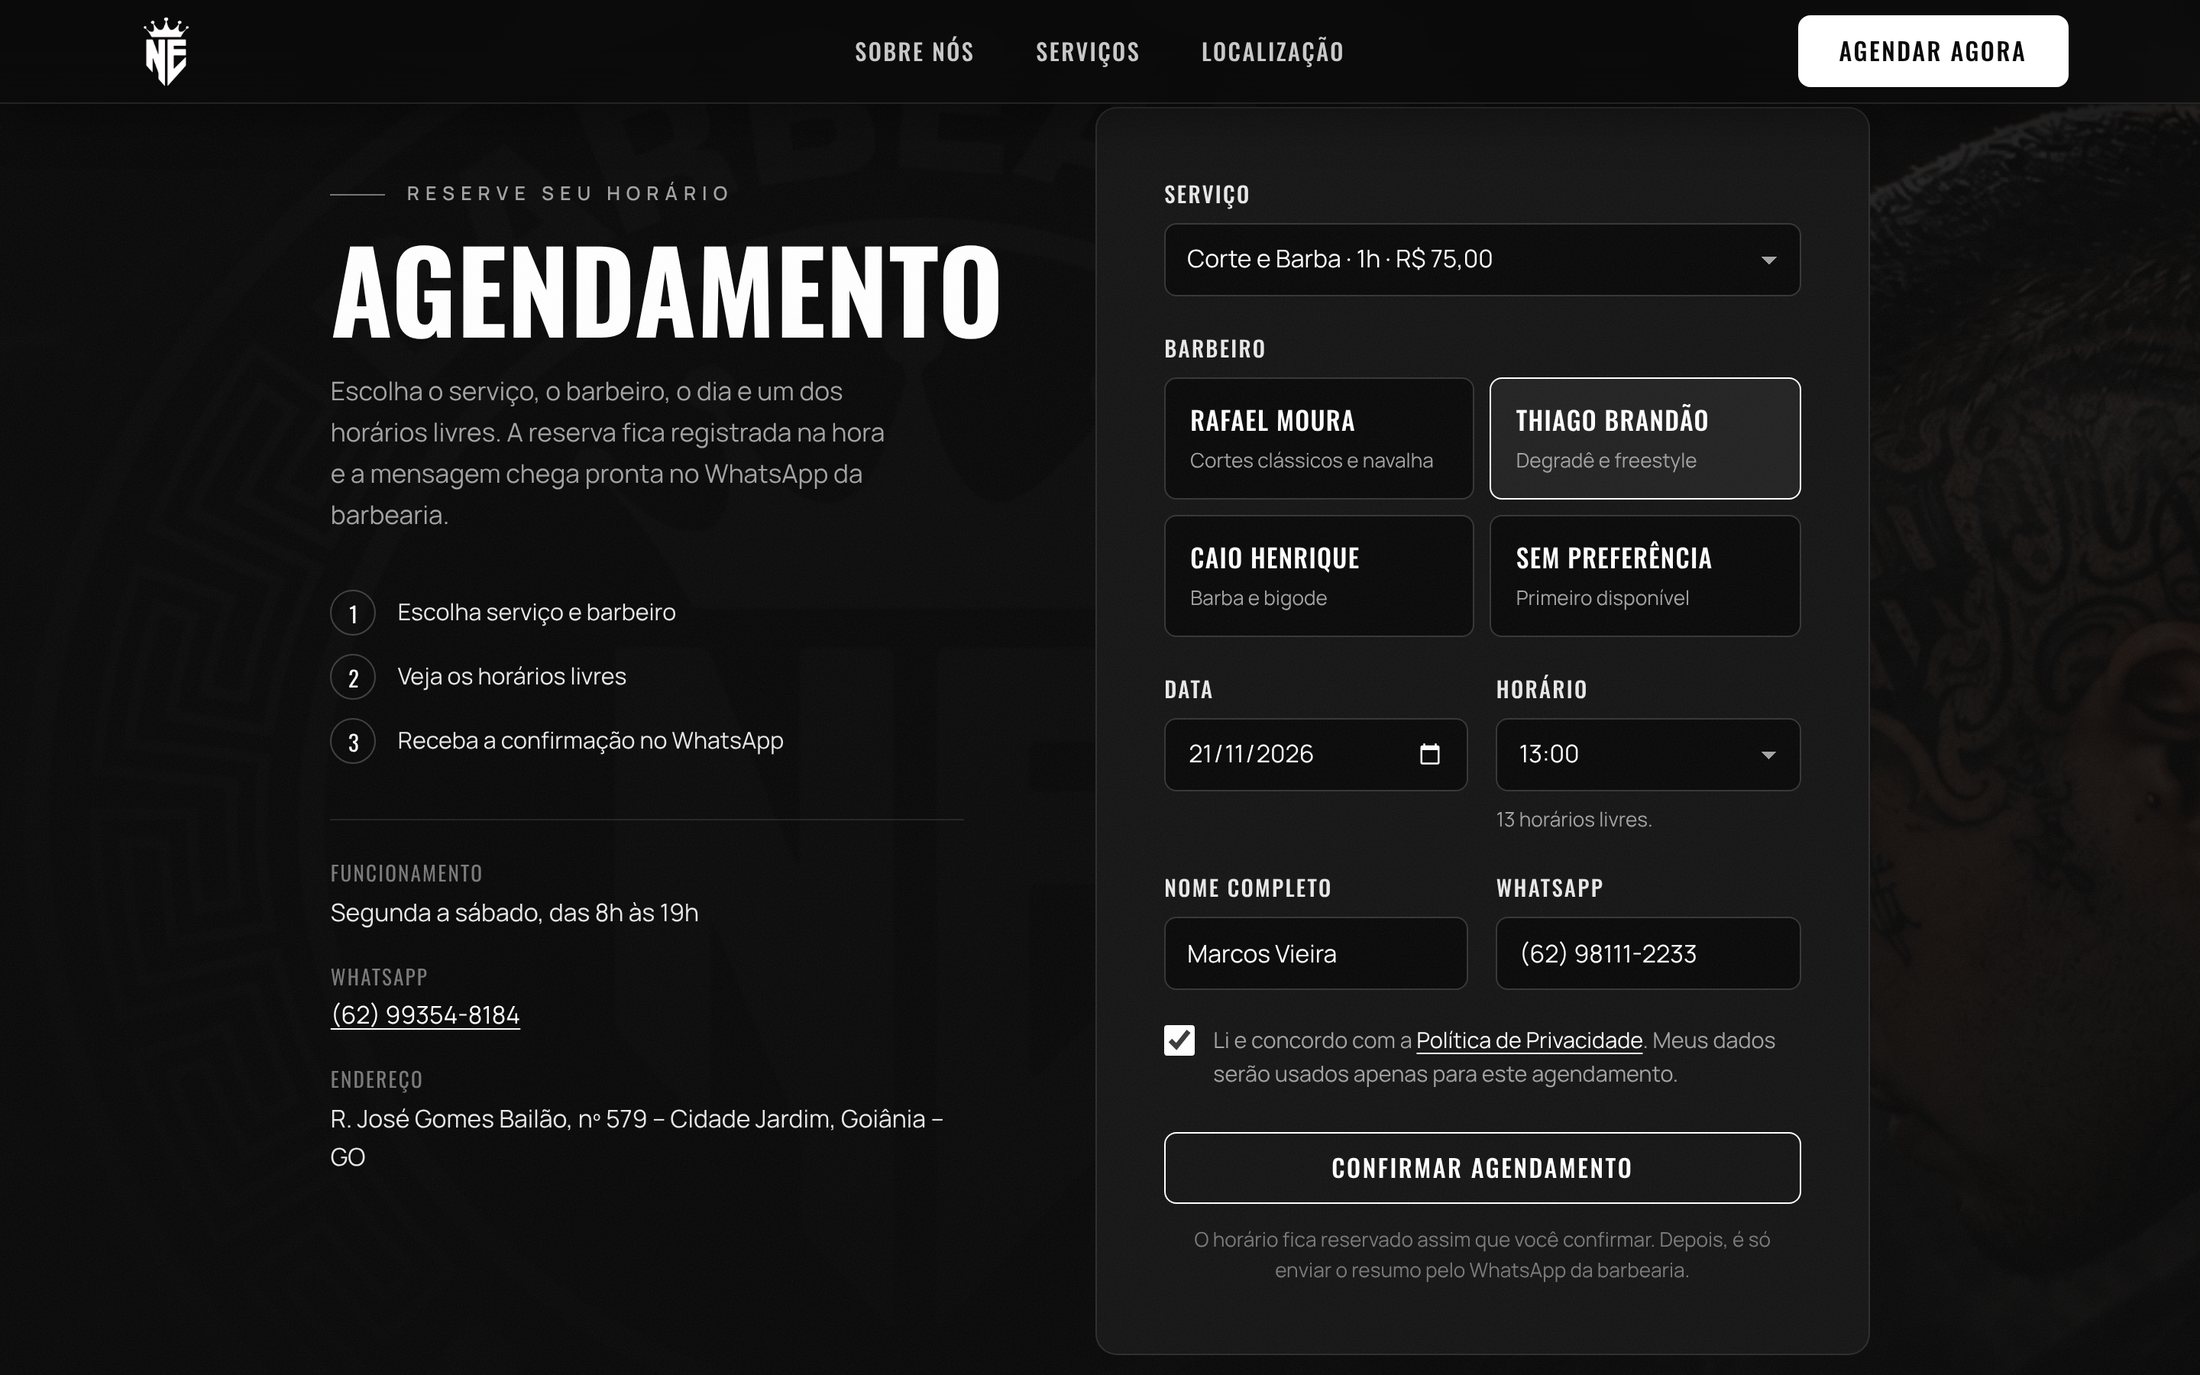 NE
SOBRE NÓS
SERVIÇOS
LOCALIZAÇÃO
AGENDAR AGORA
RESERVE SEU HORÁRIO
AGENDAMENTO
Escolha o serviço, o barbeiro, o dia e um dos
horários livres. A reserva fica registrada na hora
e a mensagem chega pronta no WhatsApp da
barbearia.
1 Escolha serviço e barbeiro
2 Veja os horários livres
3 Receba a confirmação no WhatsApp
FUNCIONAMENTO
Segunda a sábado, das 8h às 19h
WHATSAPP
(62) 99354-8184
ENDEREÇO
R. José Gomes Bailão, nº 579 – Cidade Jardim, Goiânia –
GO
SERVIÇO
Corte e Barba · 1h · R$ 75,00
BARBEIRO
RAFAEL MOURA
Cortes clássicos e navalha
THIAGO BRANDÃO
Degradê e freestyle
CAIO HENRIQUE
Barba e bigode
SEM PREFERÊNCIA
Primeiro disponível
DATA
21/11/2026
HORÁRIO
13:00
13 horários livres.
NOME COMPLETO
Marcos Vieira
WHATSAPP
(62) 98111-2233
Li e concordo com a Política de Privacidade. Meus dados
serão usados apenas para este agendamento.
CONFIRMAR AGENDAMENTO
O horário fica reservado assim que você confirmar. Depois, é só
enviar o resumo pelo WhatsApp da barbearia.